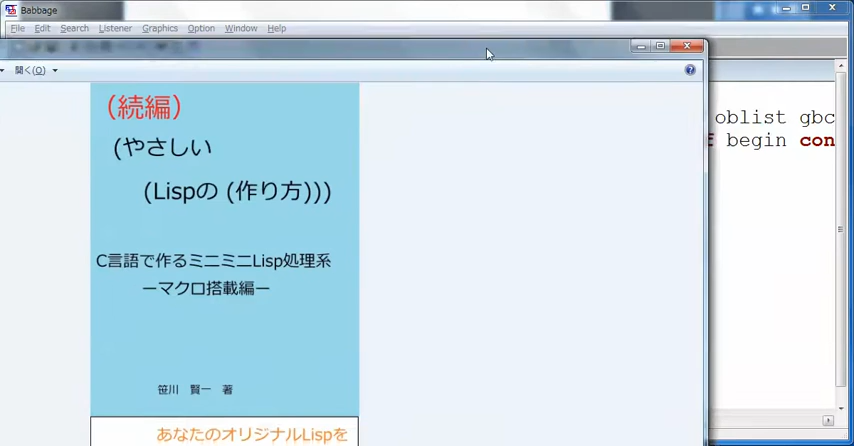 Babbage
File Edit Search Listener Graphics Option Window Help
開く(O)
(続編)
(やさしい
(Lispの (作り方)))
C言語で作るミニミニLisp処理系
ーマクロ搭載編ー
笹川 賢一 著
あなたのオリジナルLispを
oblist gbc
begin con